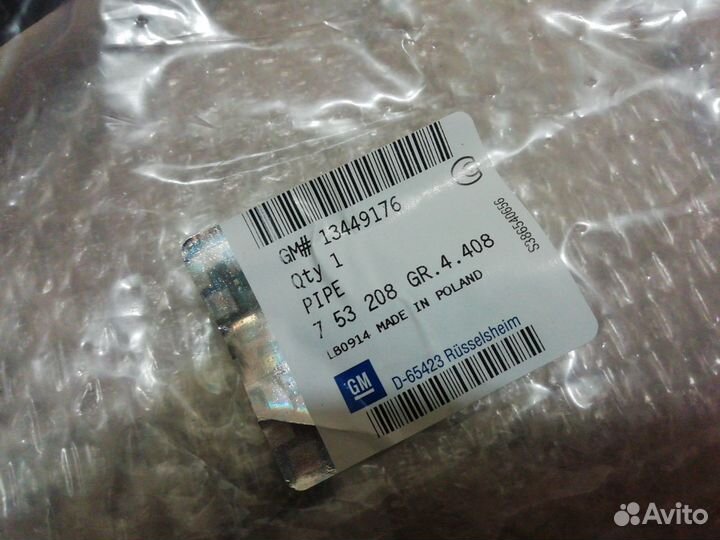 GM# 13449176
Qty 1
PIPE
7 53 208 GR.4.408
LB0914 MADE IN POLAND
GM
D-65423 Rüsselsheim
G
S386540656
Avito